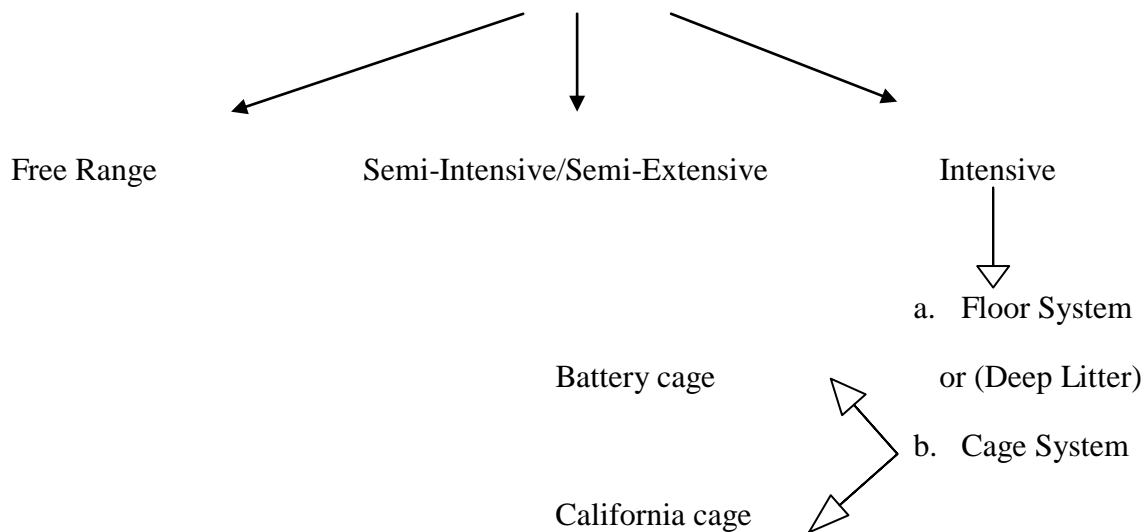 Free Range Semi-Intensive/Semi-Extensive Intensive
a. Floor System
Battery cage or (Deep Litter)
b. Cage System
California cage